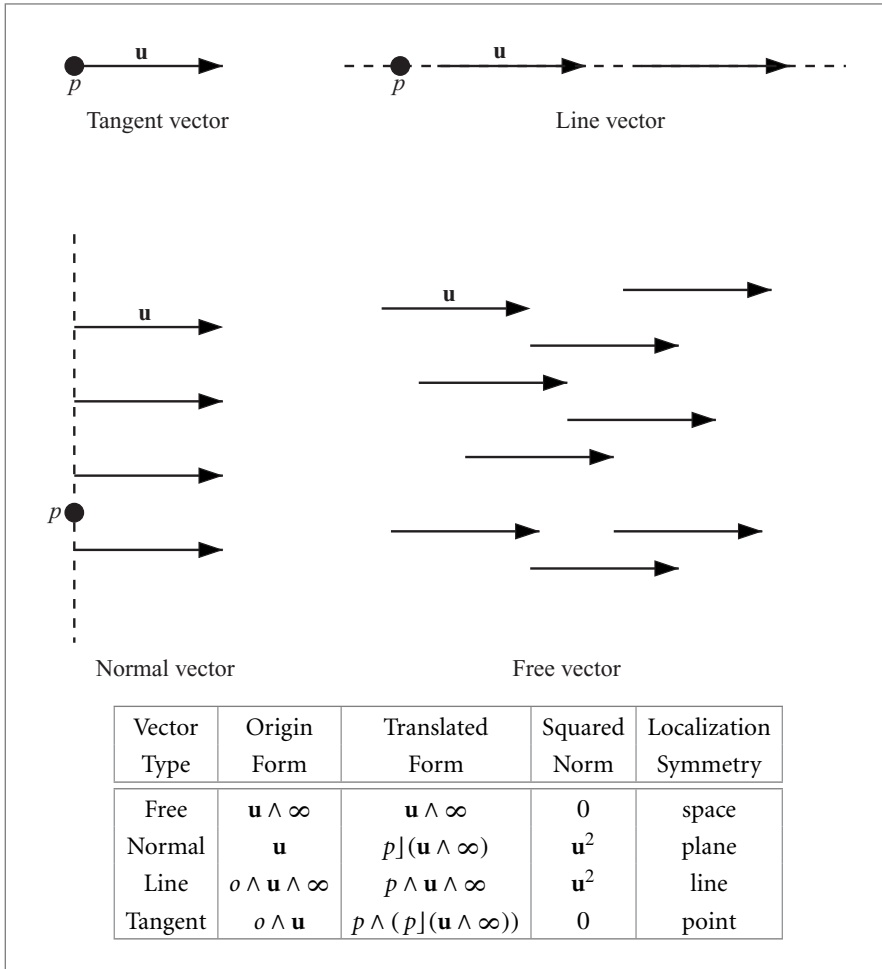 u
u
p
p
Tangent vector
Line vector
u
u
p
Normal vector
Free vector
Vector Type | Origin Form | Translated Form | Squared Norm | Localization Symmetry
Free | u ∧ ∞ | u ∧ ∞ | 0 | space
Normal | u | p⌋(u ∧ ∞) | u² | plane
Line | o ∧ u ∧ ∞ | p ∧ u ∧ ∞ | u² | line
Tangent | o ∧ u | p ∧ (p⌋(u ∧ ∞)) | 0 | point